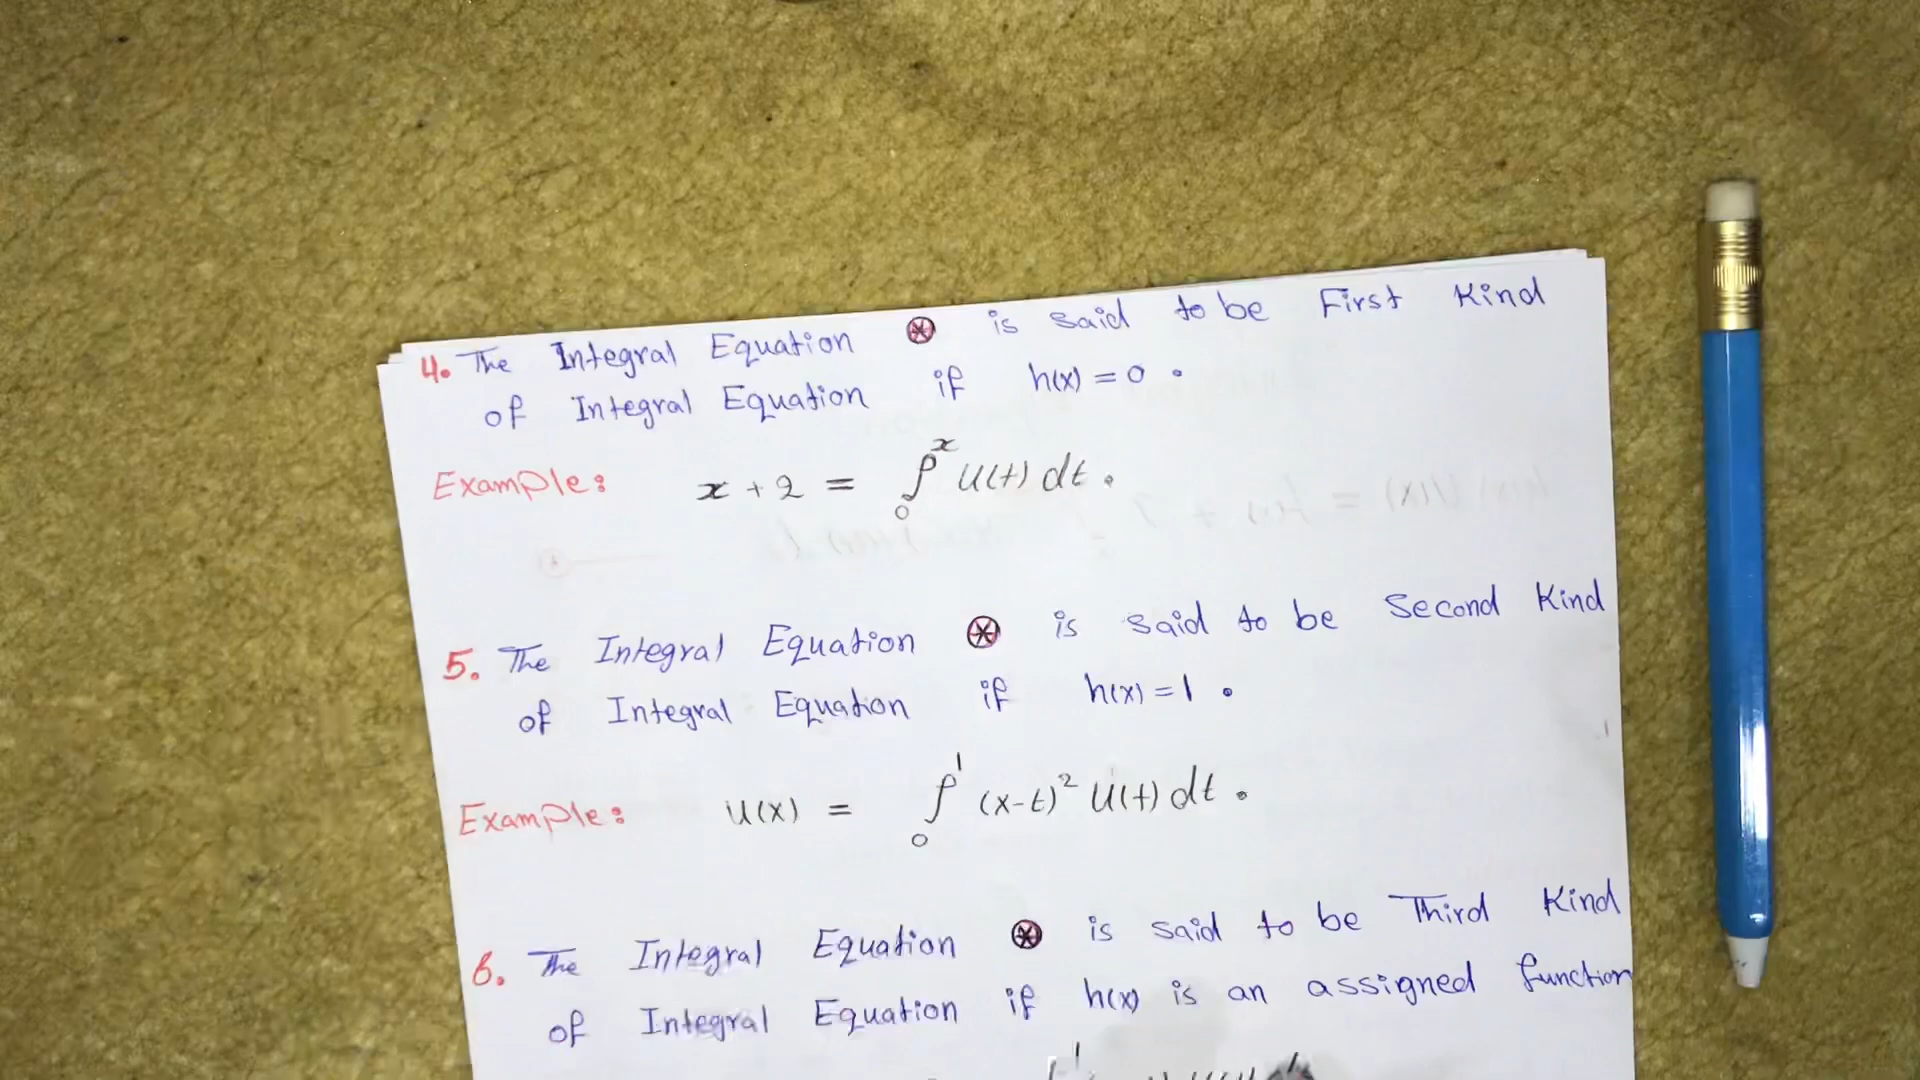 4. The Integral Equation ⊛ is said to be First Kind
of Integral Equation if h(x) = 0.
Example: x + 2 = ∫₀ˣ u(t) dt.
5. The Integral Equation ⊛ is said to be Second Kind
of Integral Equation if h(x) = 1.
Example: u(x) = ∫₀¹ (x-t)² u(t) dt.
6. The Integral Equation ⊛ is said to be Third Kind
of Integral Equation if h(x) is an assigned function